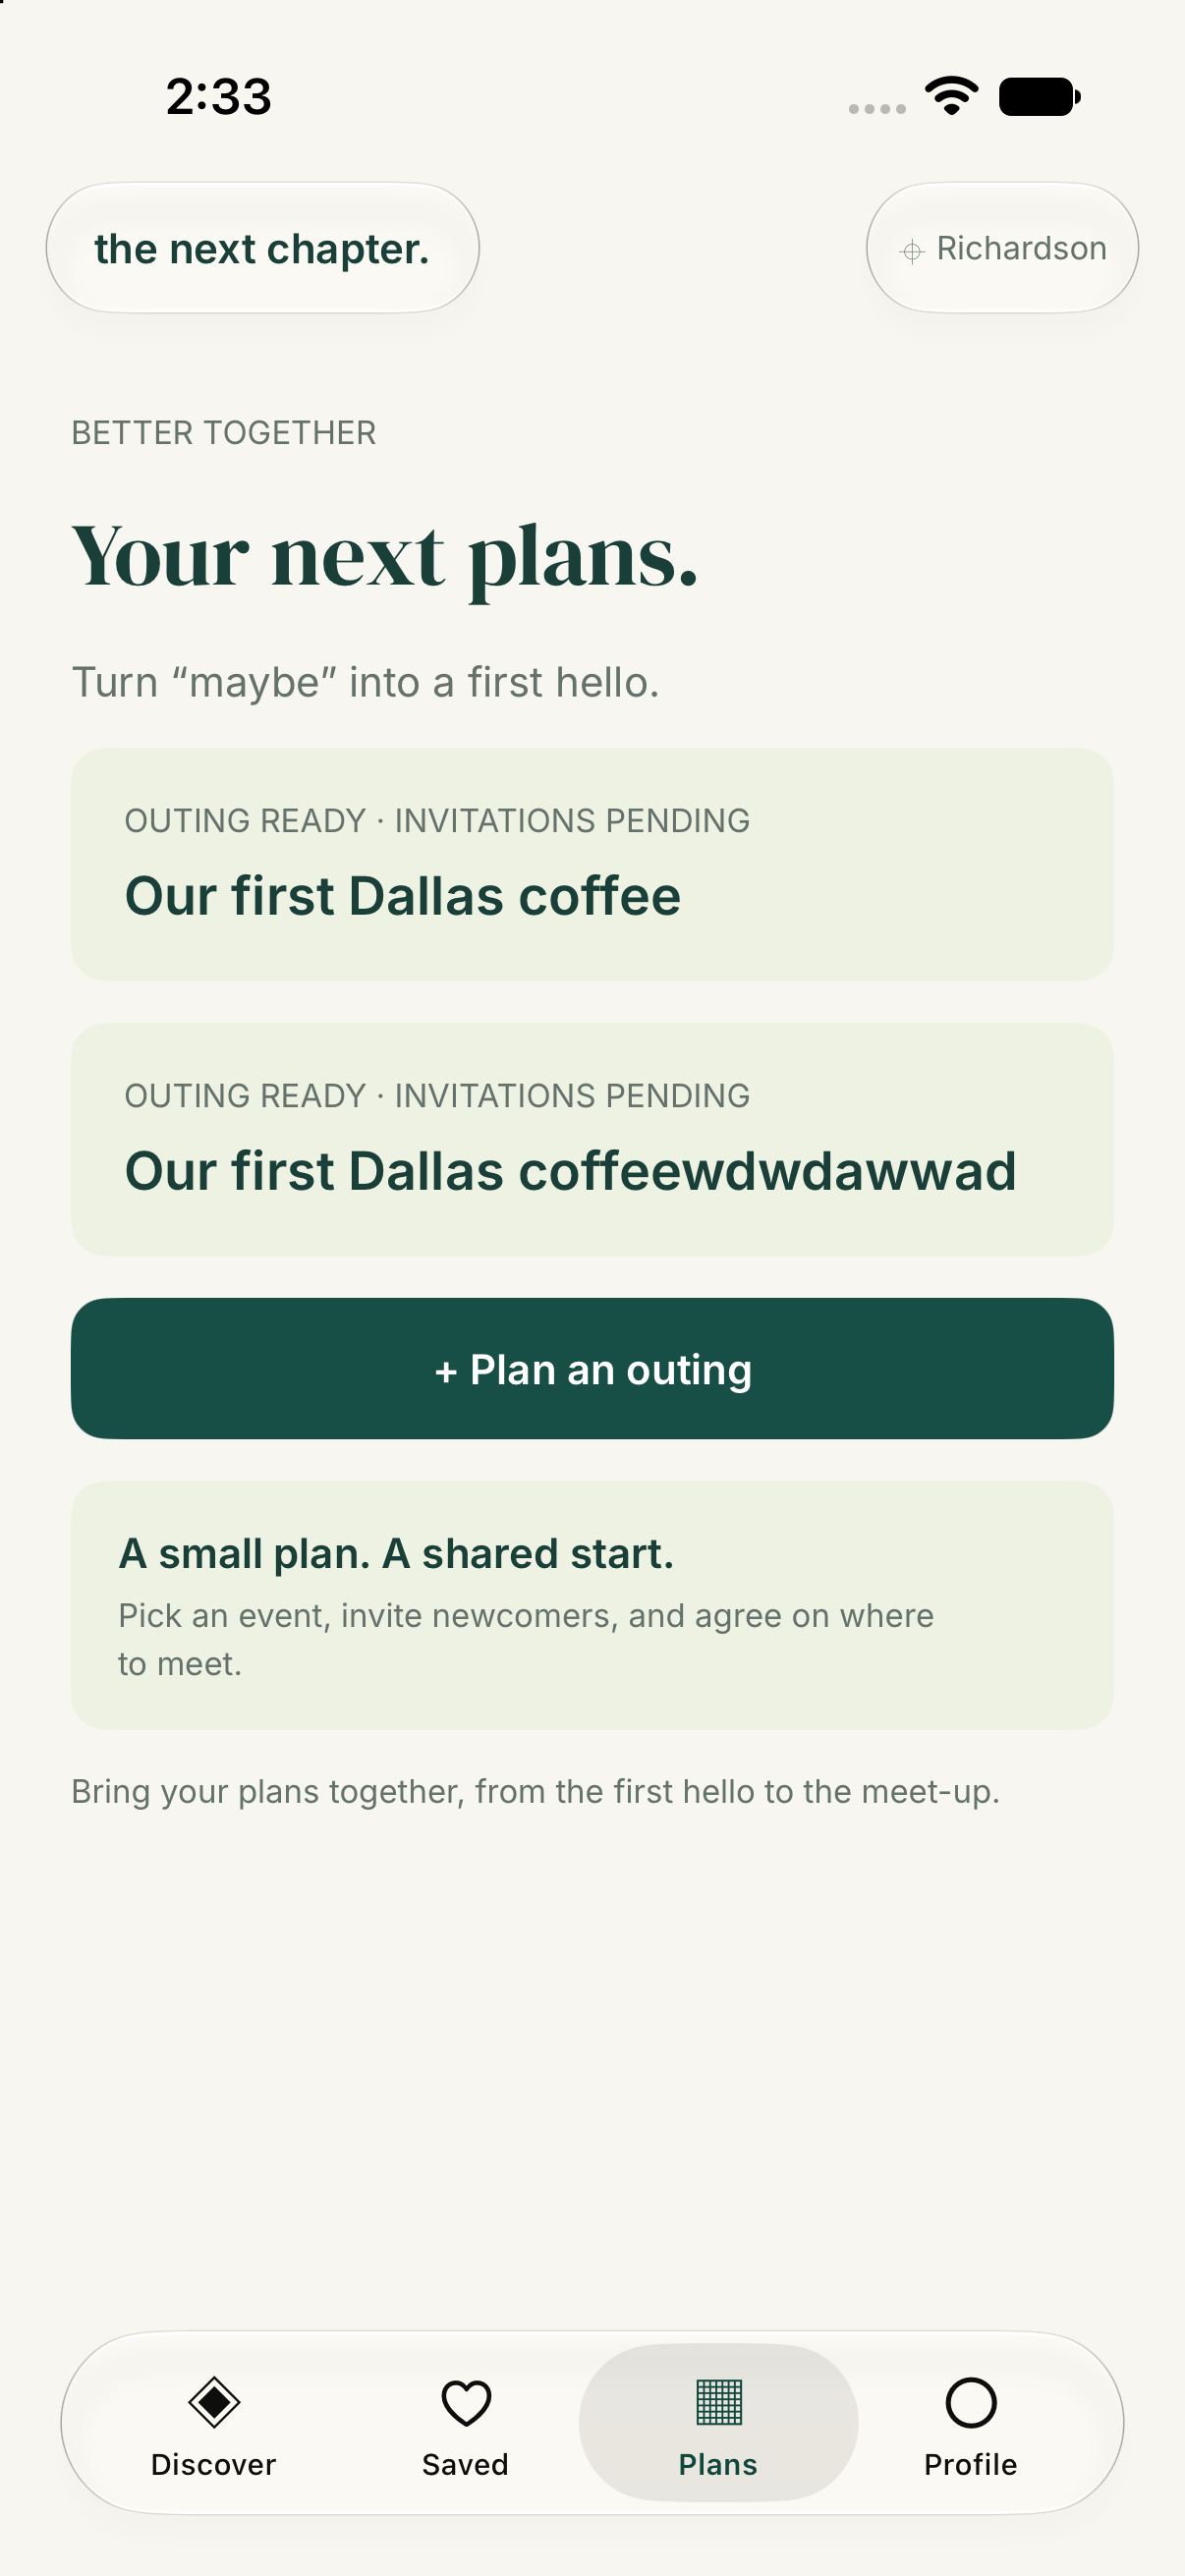 2:33
the next chapter.
Richardson
BETTER TOGETHER
Your next plans.
Turn “maybe” into a first hello.
OUTING READY · INVITATIONS PENDING
Our first Dallas coffee
OUTING READY · INVITATIONS PENDING
Our first Dallas coffeewdwdawwad
+ Plan an outing
A small plan. A shared start.
Pick an event, invite newcomers, and agree on where
to meet.
Bring your plans together, from the first hello to the meet-up.
Discover
Saved
Plans
Profile